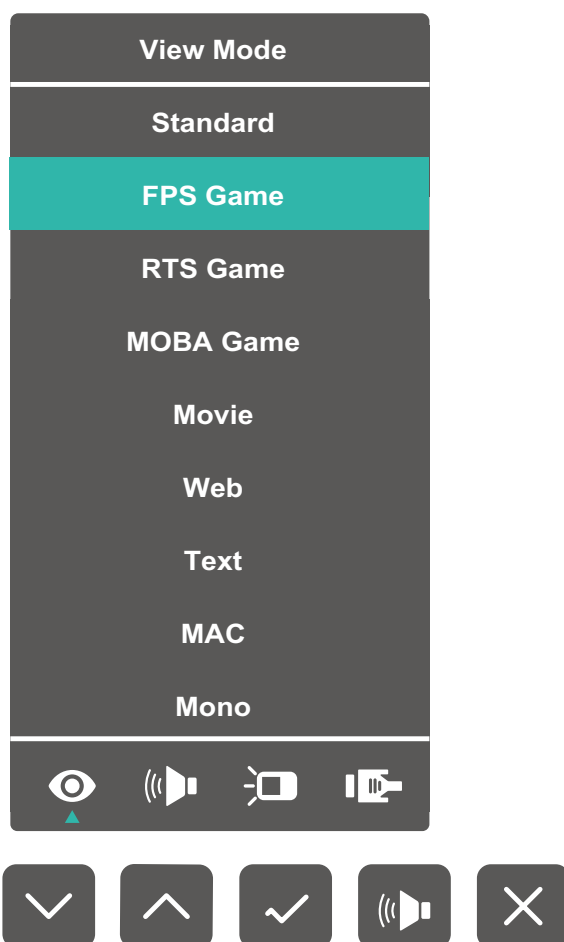 View Mode
Standard
FPS Game
RTS Game
MOBA Game
Movie
Web
Text
MAC
Mono